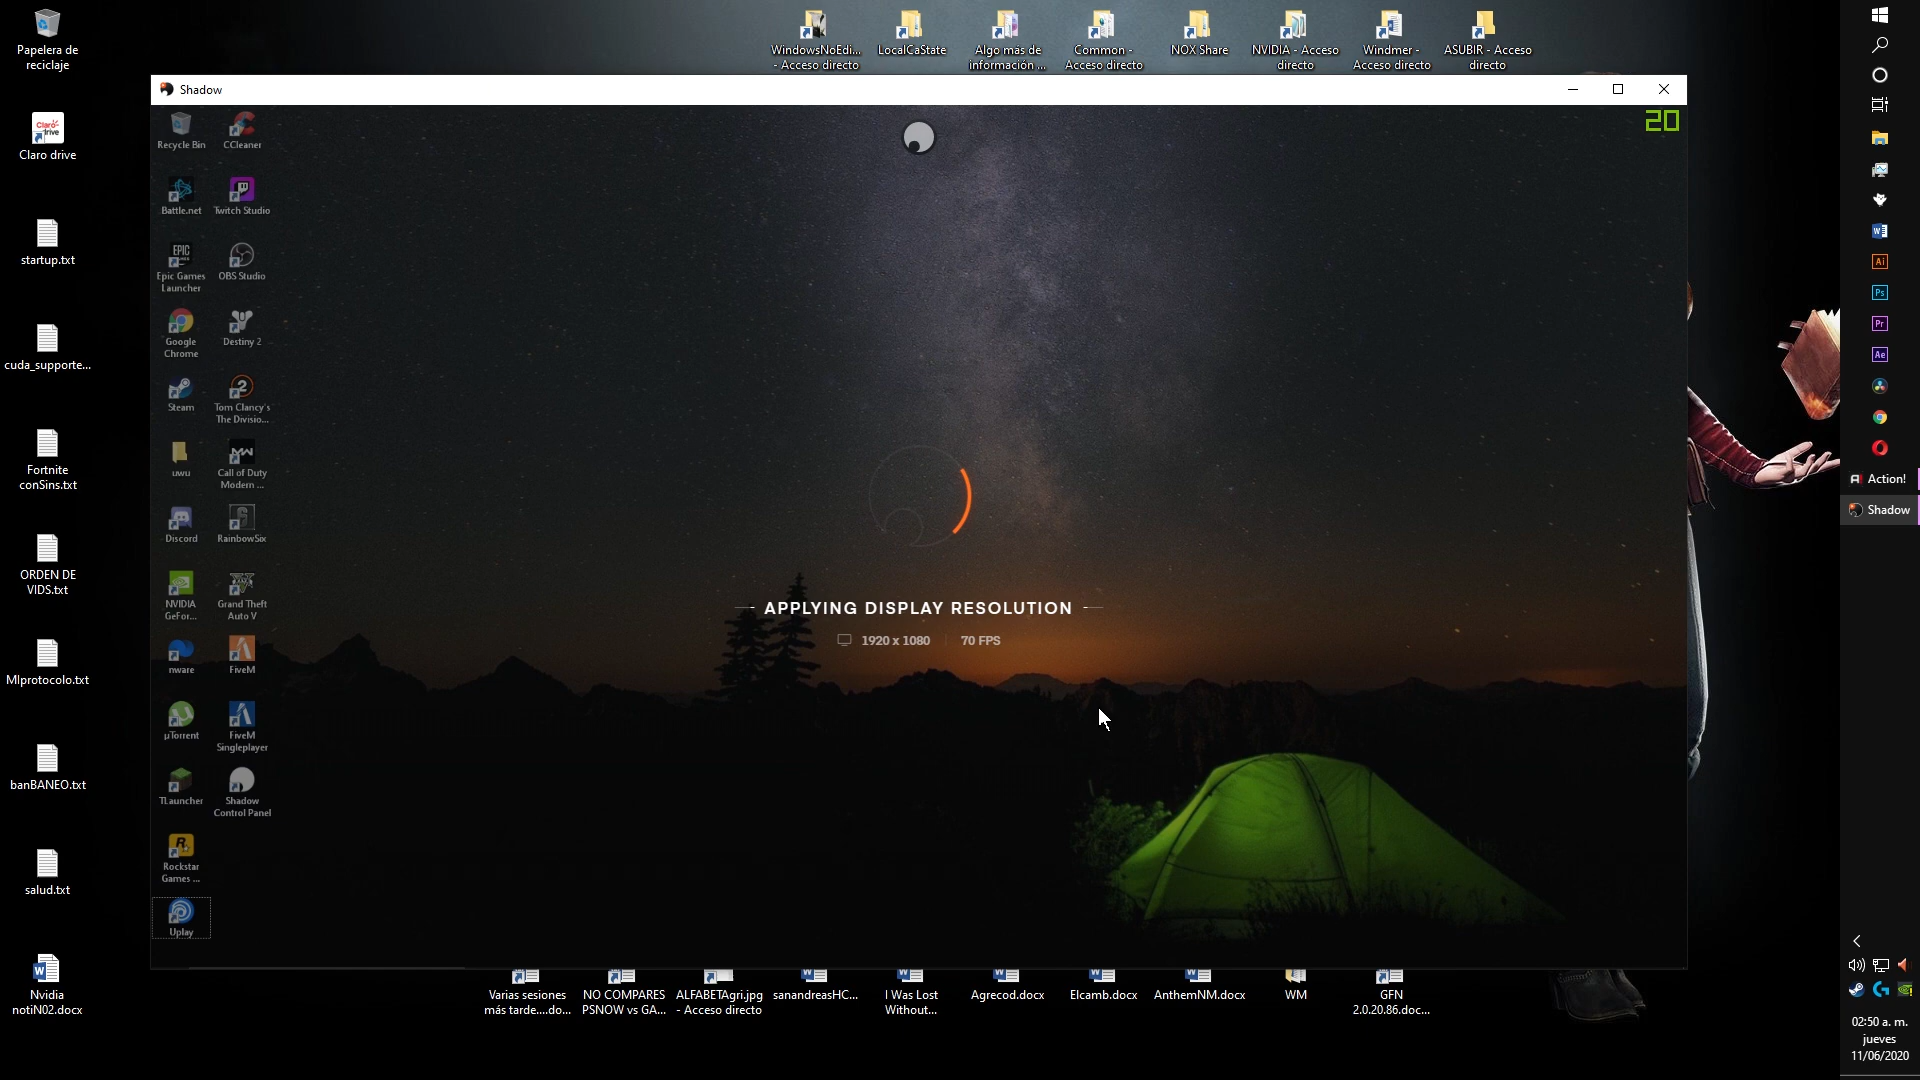 Papelera de
reciclaje
Claro drive
startup.txt
cuda_supporte...
Fortnite
conSins.txt
ORDEN DE
VIDS.txt
MIprotocolo.txt
banBANEO.txt
salud.txt
Nvidia
notiN02.docx
WindowsNoEdi...
- Acceso directo
LocalCaState
Algo mas de
información ...
Common -
Acceso directo
NOX Share
NVIDIA - Acceso
directo
Windmer -
Acceso directo
ASUBIR - Acceso
directo
Shadow
20
Recycle Bin
CCleaner
Battle.net
Twitch Studio
Epic Games
Launcher
OBS Studio
Google
Chrome
Destiny 2
Steam
Tom Clancy's
The Divisio...
uwu
Call of Duty
Modern ...
Discord
RainbowSix
NVIDIA
GeFor...
Grand Theft
Auto V
nware
FiveM
µTorrent
FiveM
Singleplayer
TLauncher
Shadow
Control Panel
Rockstar
Games ...
Uplay
APPLYING DISPLAY RESOLUTION
1920 x 1080 70 FPS
Varias sesiones
más tarde....do...
NO COMPARES
PSNOW vs GA...
ALFABETAgri.jpg
- Acceso directo
sanandreasHC...
I Was Lost
Without...
Agrecod.docx
Elcamb.docx
AnthemNM.docx
WM
GFN
2.0.20.86.doc...
Action!
Shadow
02:50 a. m.
jueves
11/06/2020